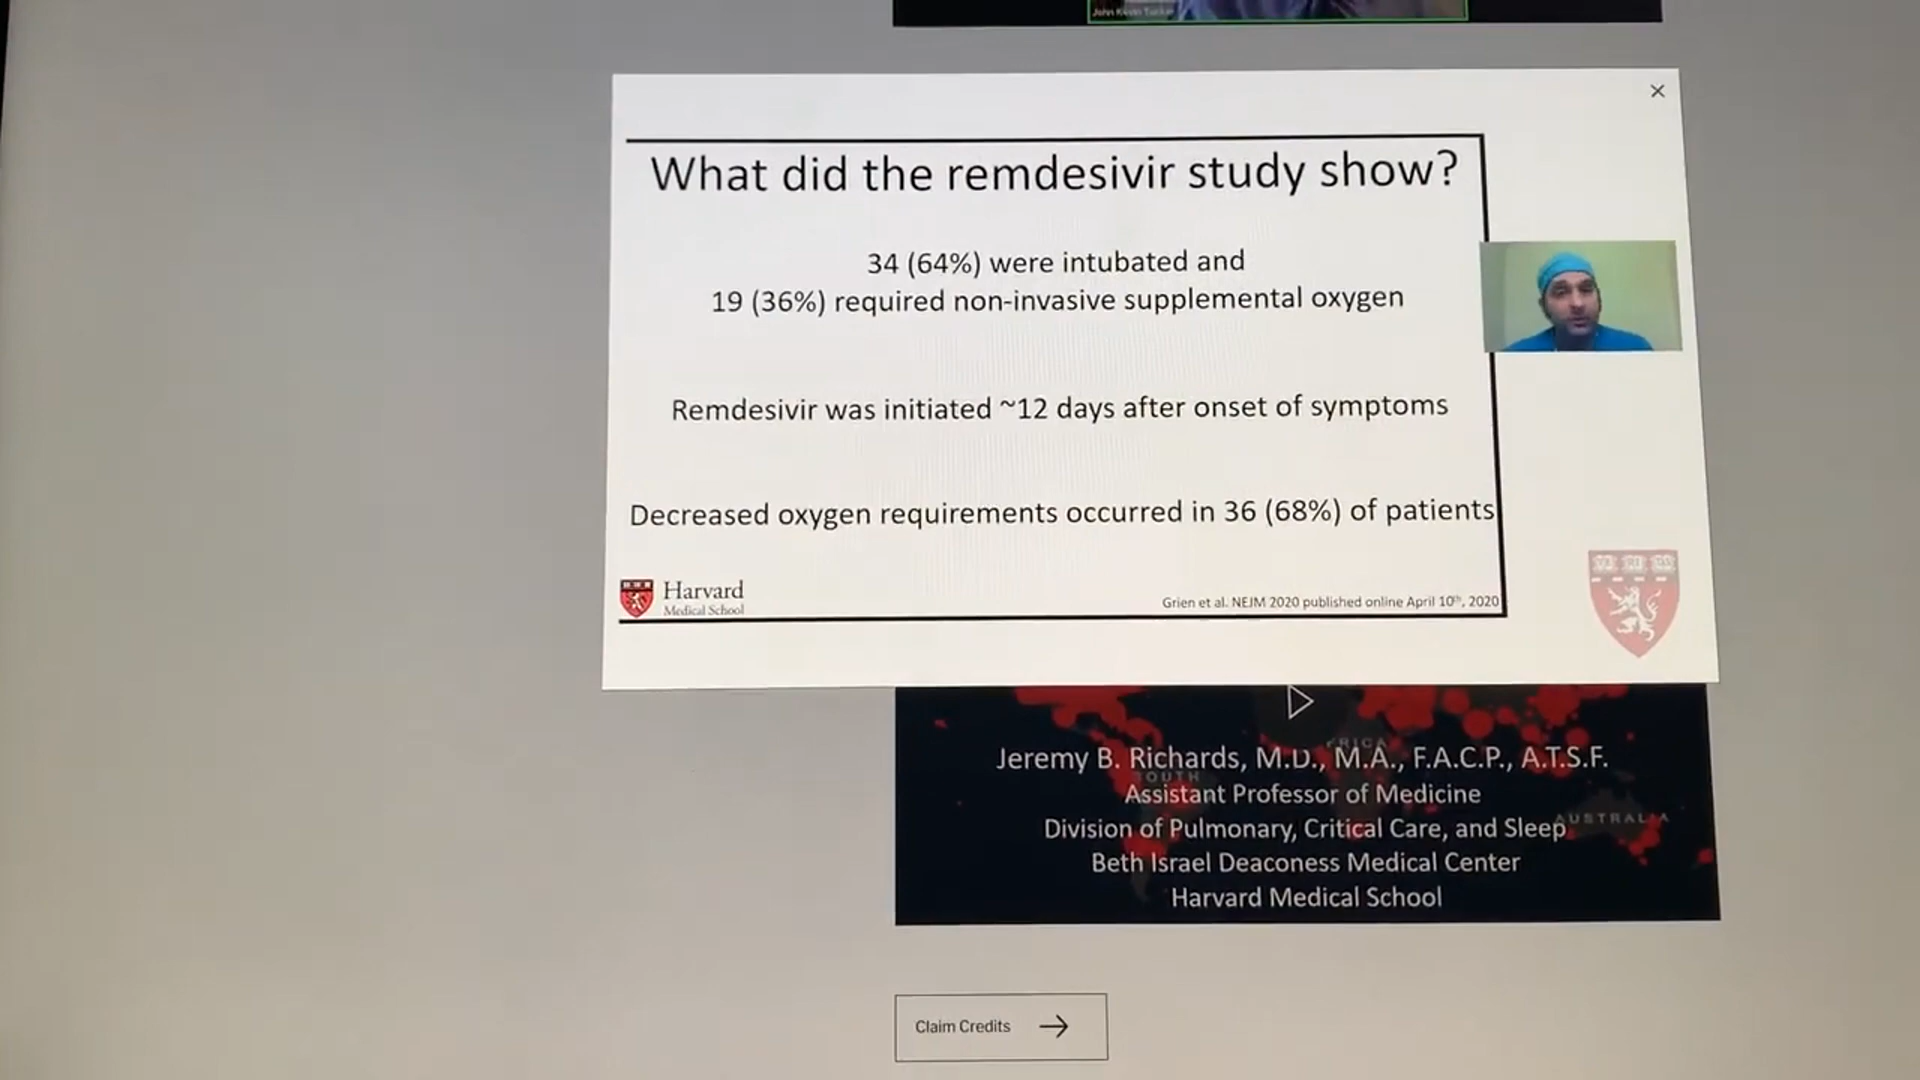 John Kevin Tucker
What did the remdesivir study show?
34 (64%) were intubated and
19 (36%) required non-invasive supplemental oxygen
Remdesivir was initiated ~12 days after onset of symptoms
Decreased oxygen requirements occurred in 36 (68%) of patients
Harvard
Medical School
Grien et al. NEJM 2020 published online April 10th, 2020
Jeremy B. Richards, M.D., M.A., F.A.C.P., A.T.S.F.
SOUTH
Assistant Professor of Medicine
Division of Pulmonary, Critical Care, and Sleep
AUSTRALIA
Beth Israel Deaconess Medical Center
Harvard Medical School
Claim Credits